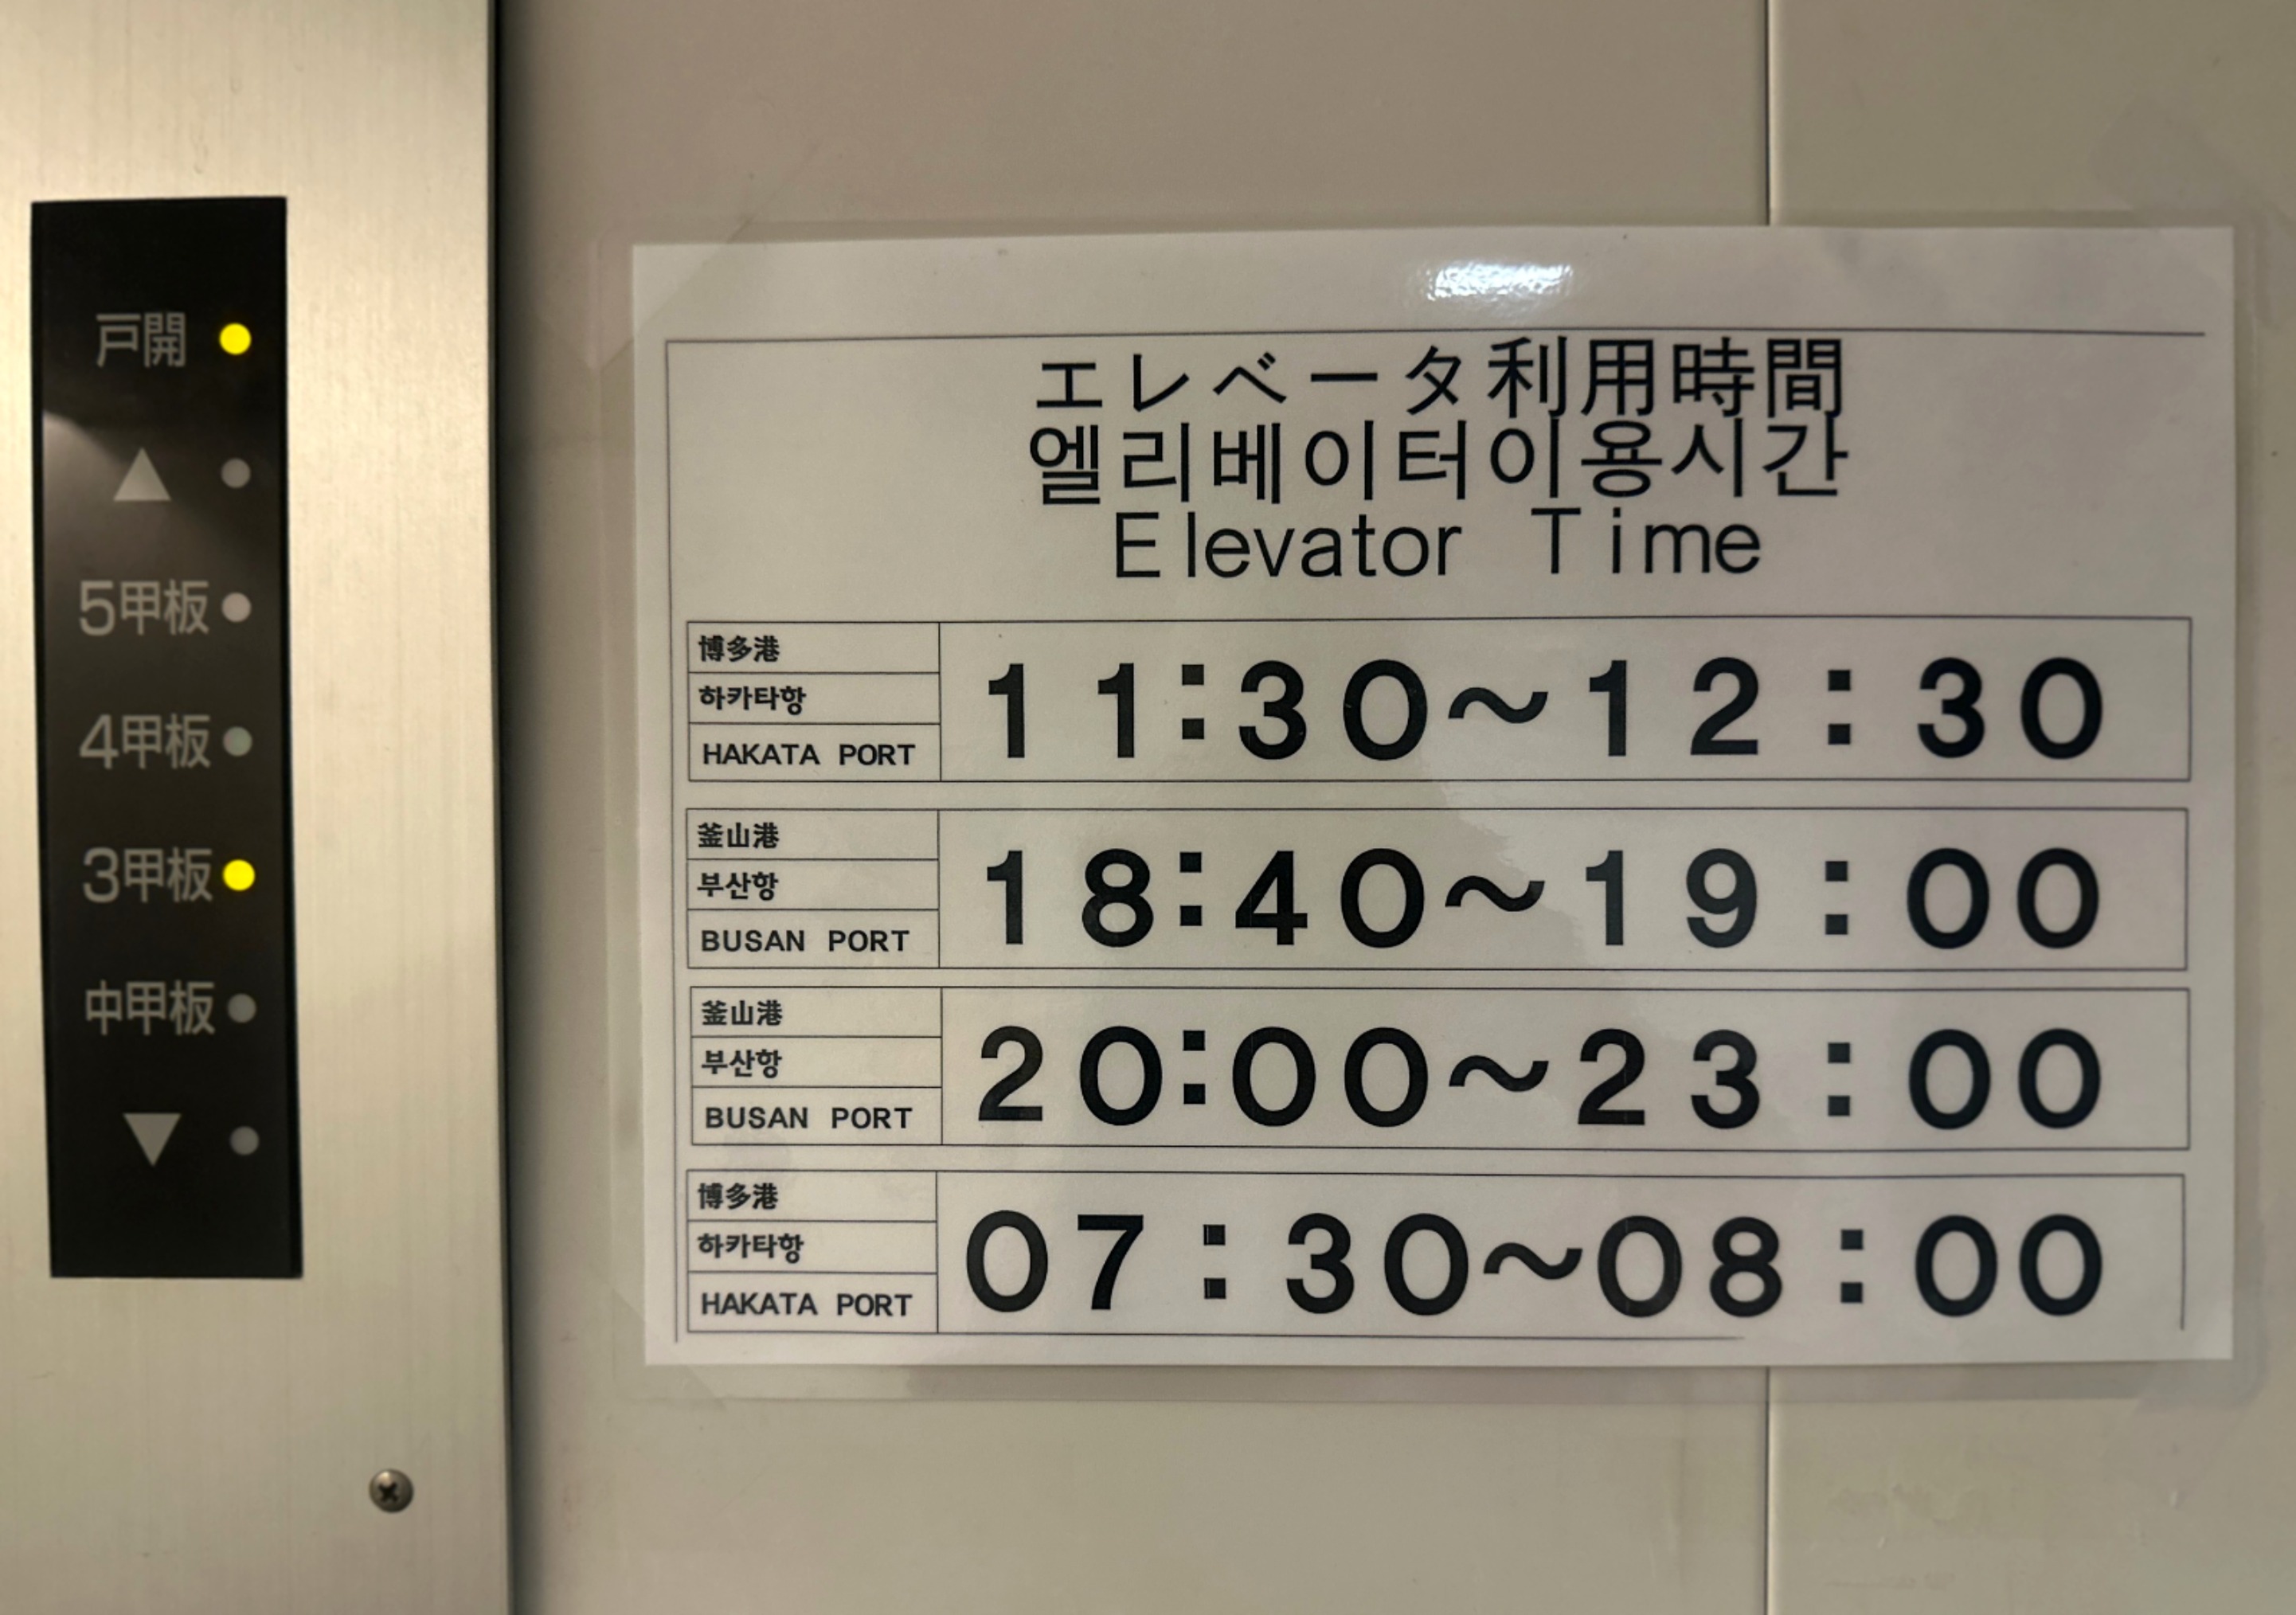 戸開
▲
5甲板
4甲板
3甲板
中甲板
▼
エレベータ利用時間
엘리베이터이용시간
Elevator Time
博多港
하카타항
HAKATA PORT
11:30~12:30
釜山港
부산항
BUSAN PORT
18:40~19:00
釜山港
부산항
BUSAN PORT
20:00~23:00
博多港
하카타항
HAKATA PORT
07:30~08:00